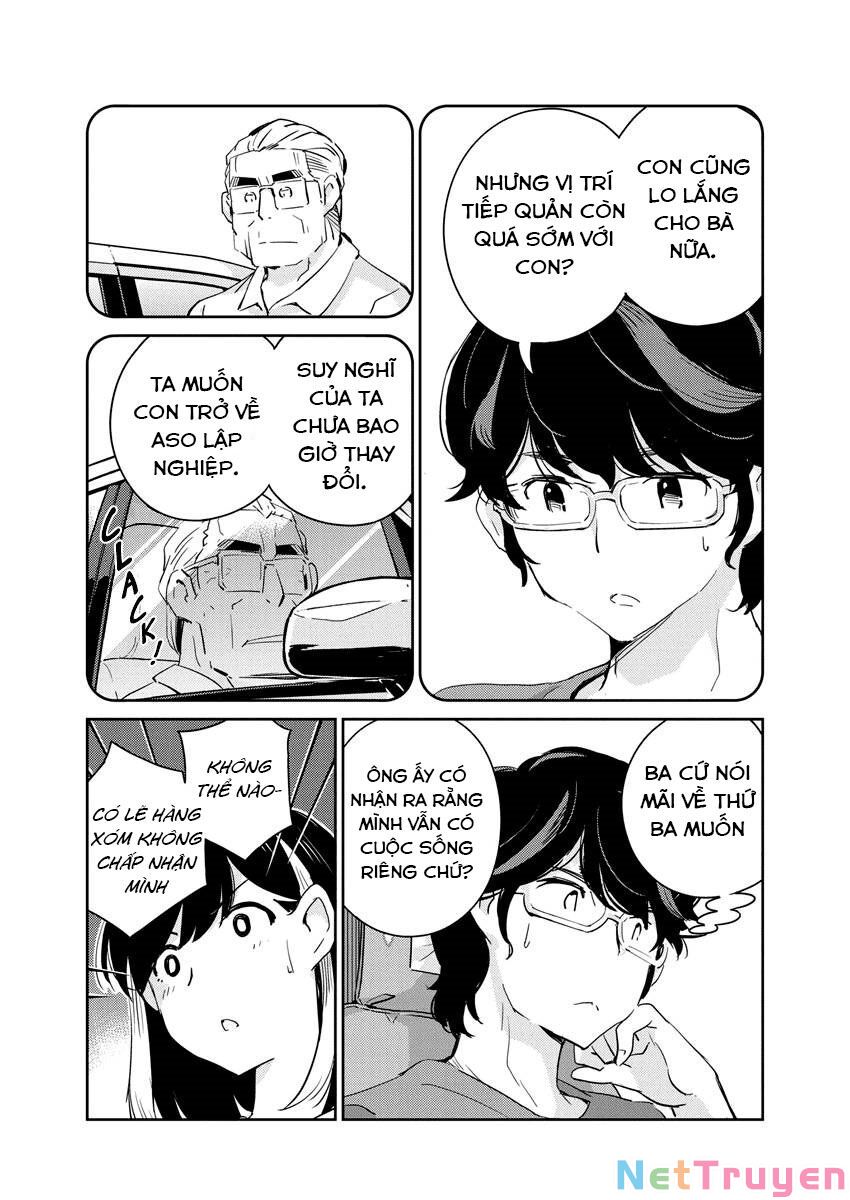 CON CŨNG
LO LẮNG
CHO BÀ
NỮA.
NHƯNG VỊ TRÍ
TIẾP QUẢN CÒN
QUÁ SỚM VỚI
CON?
SUY NGHĨ
CỦA TA
CHƯA BAO
GIỜ THAY
ĐỔI.
TA MUỐN
CON TRỞ VỀ
ASO LẬP
NGHIỆP.
CLACK!
BA CỨ NÓI
MÃI VỀ THỨ
BA MUỐN
ÔNG ẤY CÓ
NHẬN RA RẰNG
MÌNH VẪN CÓ
CUỘC SỐNG
RIÊNG CHỨ?
KHÔNG
THỂ NÀO-
CÓ LẼ HÀNG
XÓM KHÔNG
CHẤP NHẬN
MÌNH
NetTruyen